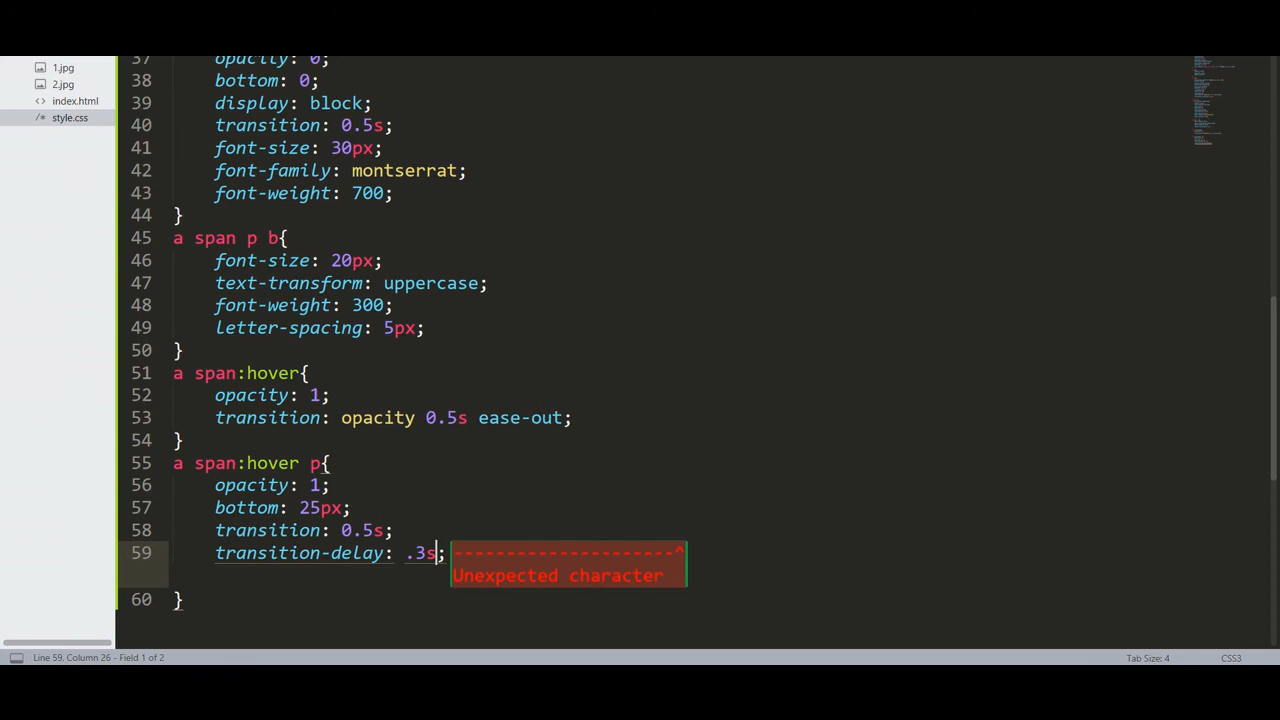 1.jpg
2.jpg
<> index.html
/* style.css
37 opacity: 0;
38 bottom: 0;
39 display: block;
40 transition: 0.5s;
41 font-size: 30px;
42 font-family: montserrat;
43 font-weight: 700;
44 }
45 a span p b{
46 font-size: 20px;
47 text-transform: uppercase;
48 font-weight: 300;
49 letter-spacing: 5px;
50 }
51 a span:hover{
52 opacity: 1;
53 transition: opacity 0.5s ease-out;
54 }
55 a span:hover p{
56 opacity: 1;
57 bottom: 25px;
58 transition: 0.5s;
59 transition-delay: .3s; ---------------------^
Unexpected character
60 }
Line 59, Column 26 - Field 1 of 2
Tab Size: 4
CSS3